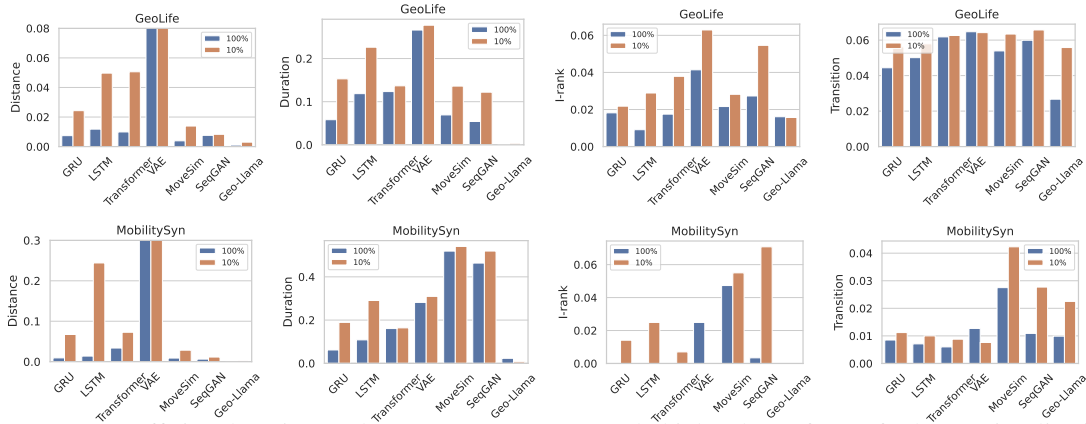 GeoLife
Distance
0.08
0.06
0.04
0.02
0.00
100%
10%
GRU
LSTM
Transformer
VAE
MoveSim
SeqGAN
Geo-Llama
GeoLife
Duration
0.2
0.1
0.0
100%
10%
GRU
LSTM
Transformer
VAE
MoveSim
SeqGAN
Geo-Llama
GeoLife
I-rank
0.06
0.04
0.02
0.00
100%
10%
GRU
LSTM
Transformer
VAE
MoveSim
SeqGAN
Geo-Llama
GeoLife
Transition
0.06
0.04
0.02
0.00
100%
10%
GRU
LSTM
Transformer
VAE
MoveSim
SeqGAN
Geo-Llama
MobilitySyn
Distance
0.3
0.2
0.1
0.0
100%
10%
GRU
LSTM
Transformer
VAE
MoveSim
SeqGAN
Geo-Llama
MobilitySyn
Duration
0.4
0.2
0.0
100%
10%
GRU
LSTM
Transformer
VAE
MoveSim
SeqGAN
Geo-Llama
MobilitySyn
I-rank
0.06
0.04
0.02
0.00
100%
10%
GRU
LSTM
Transformer
VAE
MoveSim
SeqGAN
Geo-Llama
MobilitySyn
Transition
0.04
0.03
0.02
0.01
0.00
100%
10%
GRU
LSTM
Transformer
VAE
MoveSim
SeqGAN
Geo-Llama